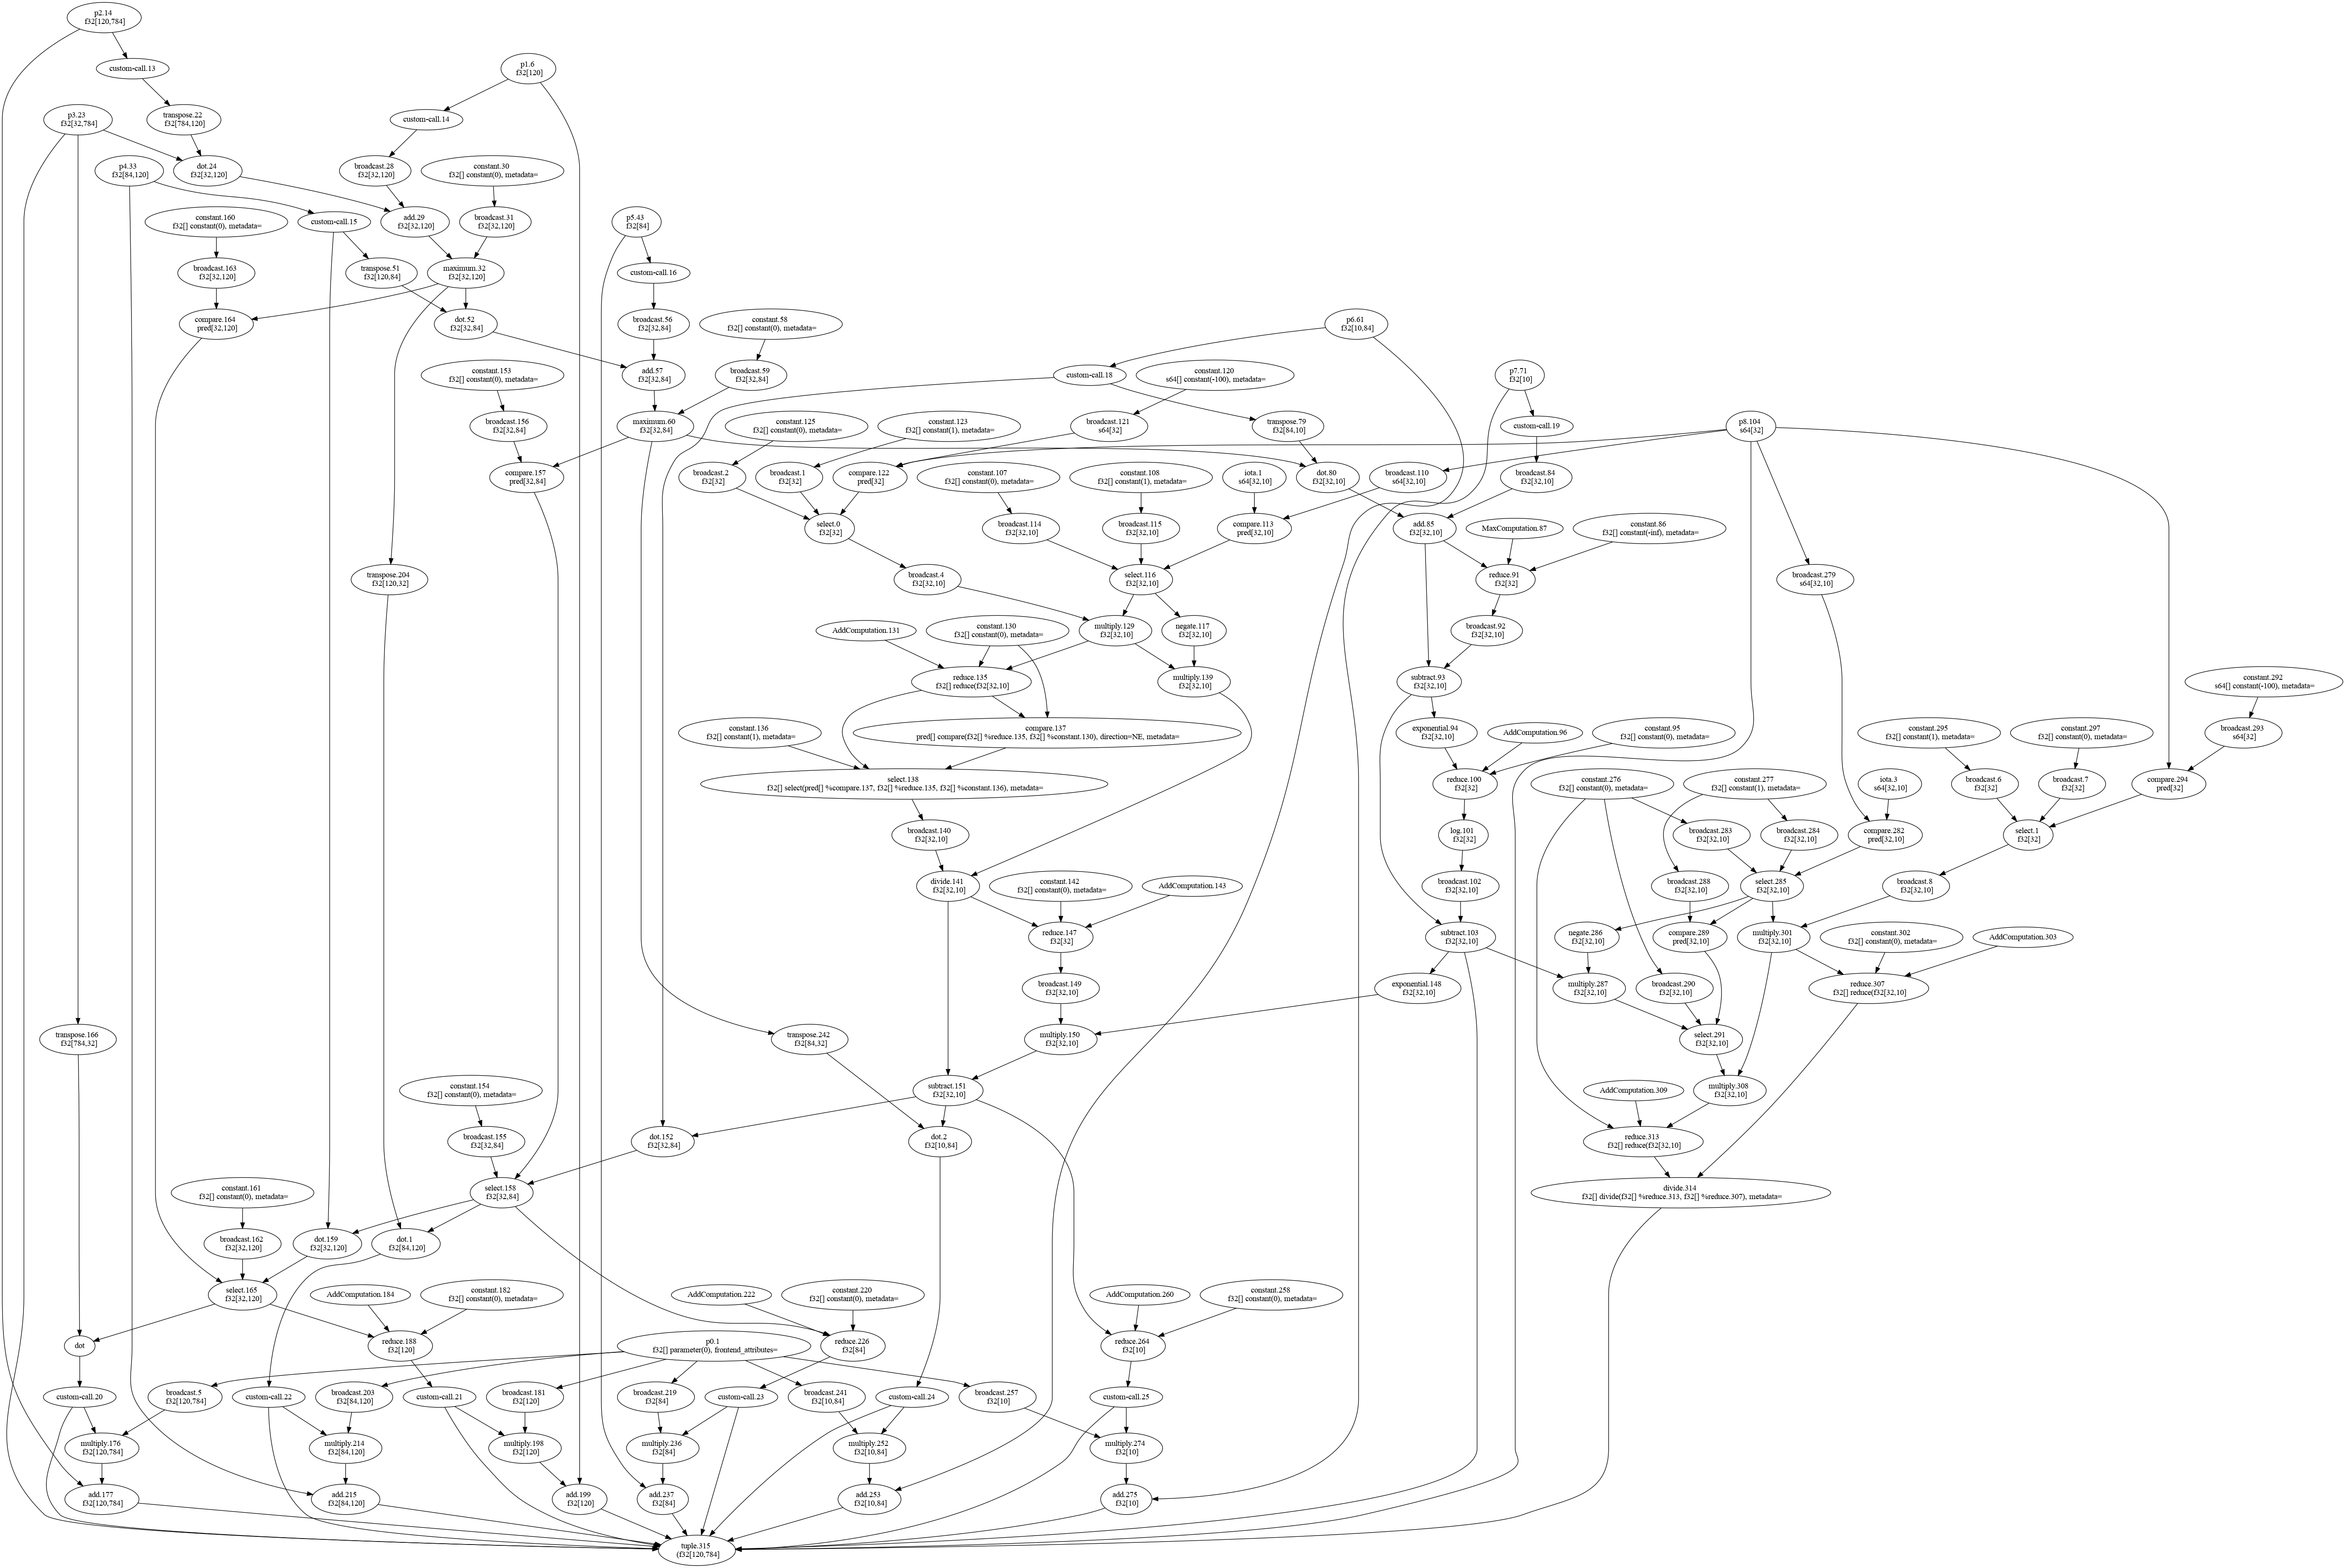 p2.14
f32[120,784]
custom-call.13
p1.6
f32[120]
p3.23
f32[32,784]
transpose.22
f32[784,120]
custom-call.14
p4.33
f32[84,120]
dot.24
f32[32,120]
broadcast.28
f32[32,120]
constant.30
f32[] constant(0), metadata=
constant.160
f32[] constant(0), metadata=
custom-call.15
add.29
f32[32,120]
broadcast.31
f32[32,120]
p5.43
f32[84]
broadcast.163
f32[32,120]
transpose.51
f32[120,84]
maximum.32
f32[32,120]
custom-call.16
compare.164
pred[32,120]
dot.52
f32[32,84]
broadcast.56
f32[32,84]
constant.58
f32[] constant(0), metadata=
p6.61
f32[10,84]
constant.153
f32[] constant(0), metadata=
add.57
f32[32,84]
broadcast.59
f32[32,84]
custom-call.18
constant.120
s64[] constant(-100), metadata=
p7.71
f32[10]
broadcast.156
f32[32,84]
maximum.60
f32[32,84]
constant.125
f32[] constant(0), metadata=
constant.123
f32[] constant(1), metadata=
broadcast.121
s64[32]
transpose.79
f32[84,10]
custom-call.19
p8.104
s64[32]
compare.157
pred[32,84]
broadcast.2
f32[32]
broadcast.1
f32[32]
compare.122
pred[32]
constant.107
f32[] constant(0), metadata=
constant.108
f32[] constant(1), metadata=
iota.1
s64[32,10]
dot.80
f32[32,10]
broadcast.110
s64[32,10]
broadcast.84
f32[32,10]
select.0
f32[32]
broadcast.114
f32[32,10]
broadcast.115
f32[32,10]
compare.113
pred[32,10]
add.85
f32[32,10]
MaxComputation.87
constant.86
f32[] constant(-inf), metadata=
transpose.204
f32[120,32]
broadcast.4
f32[32,10]
select.116
f32[32,10]
reduce.91
f32[32]
broadcast.279
s64[32,10]
AddComputation.131
constant.130
f32[] constant(0), metadata=
multiply.129
f32[32,10]
negate.117
f32[32,10]
broadcast.92
f32[32,10]
reduce.135
f32[] reduce(f32[32,10]
multiply.139
f32[32,10]
subtract.93
f32[32,10]
constant.292
s64[] constant(-100), metadata=
constant.136
f32[] constant(1), metadata=
compare.137
pred[] compare(f32[] %reduce.135, f32[] %constant.130), direction=NE, metadata=
exponential.94
f32[32,10]
AddComputation.96
constant.95
f32[] constant(0), metadata=
constant.295
f32[] constant(1), metadata=
constant.297
f32[] constant(0), metadata=
broadcast.293
s64[32]
select.138
f32[] select(pred[] %compare.137, f32[] %reduce.135, f32[] %constant.136), metadata=
reduce.100
f32[32]
constant.276
f32[] constant(0), metadata=
constant.277
f32[] constant(1), metadata=
iota.3
s64[32,10]
broadcast.6
f32[32]
broadcast.7
f32[32]
compare.294
pred[32]
broadcast.140
f32[32,10]
log.101
f32[32]
broadcast.283
f32[32,10]
broadcast.284
f32[32,10]
compare.282
pred[32,10]
select.1
f32[32]
divide.141
f32[32,10]
constant.142
f32[] constant(0), metadata=
AddComputation.143
broadcast.102
f32[32,10]
broadcast.288
f32[32,10]
select.285
f32[32,10]
broadcast.8
f32[32,10]
reduce.147
f32[32]
subtract.103
f32[32,10]
negate.286
f32[32,10]
compare.289
pred[32,10]
multiply.301
f32[32,10]
constant.302
f32[] constant(0), metadata=
AddComputation.303
broadcast.149
f32[32,10]
exponential.148
f32[32,10]
multiply.287
f32[32,10]
broadcast.290
f32[32,10]
reduce.307
f32[] reduce(f32[32,10]
transpose.166
f32[784,32]
transpose.242
f32[84,32]
multiply.150
f32[32,10]
select.291
f32[32,10]
constant.154
f32[] constant(0), metadata=
subtract.151
f32[32,10]
AddComputation.309
multiply.308
f32[32,10]
broadcast.155
f32[32,84]
dot.152
f32[32,84]
dot.2
f32[10,84]
reduce.313
f32[] reduce(f32[32,10]
constant.161
f32[] constant(0), metadata=
select.158
f32[32,84]
divide.314
f32[] divide(f32[] %reduce.313, f32[] %reduce.307), metadata=
broadcast.162
f32[32,120]
dot.159
f32[32,120]
dot.1
f32[84,120]
select.165
f32[32,120]
AddComputation.184
constant.182
f32[] constant(0), metadata=
AddComputation.222
constant.220
f32[] constant(0), metadata=
AddComputation.260
constant.258
f32[] constant(0), metadata=
dot
reduce.188
f32[120]
p0.1
f32[] parameter(0), frontend_attributes=
reduce.226
f32[84]
reduce.264
f32[10]
custom-call.20
broadcast.5
f32[120,784]
custom-call.22
broadcast.203
f32[84,120]
custom-call.21
broadcast.181
f32[120]
broadcast.219
f32[84]
custom-call.23
broadcast.241
f32[10,84]
custom-call.24
broadcast.257
f32[10]
custom-call.25
multiply.176
f32[120,784]
multiply.214
f32[84,120]
multiply.198
f32[120]
multiply.236
f32[84]
multiply.252
f32[10,84]
multiply.274
f32[10]
add.177
f32[120,784]
add.215
f32[84,120]
add.199
f32[120]
add.237
f32[84]
add.253
f32[10,84]
add.275
f32[10]
tuple.315
(f32[120,784]